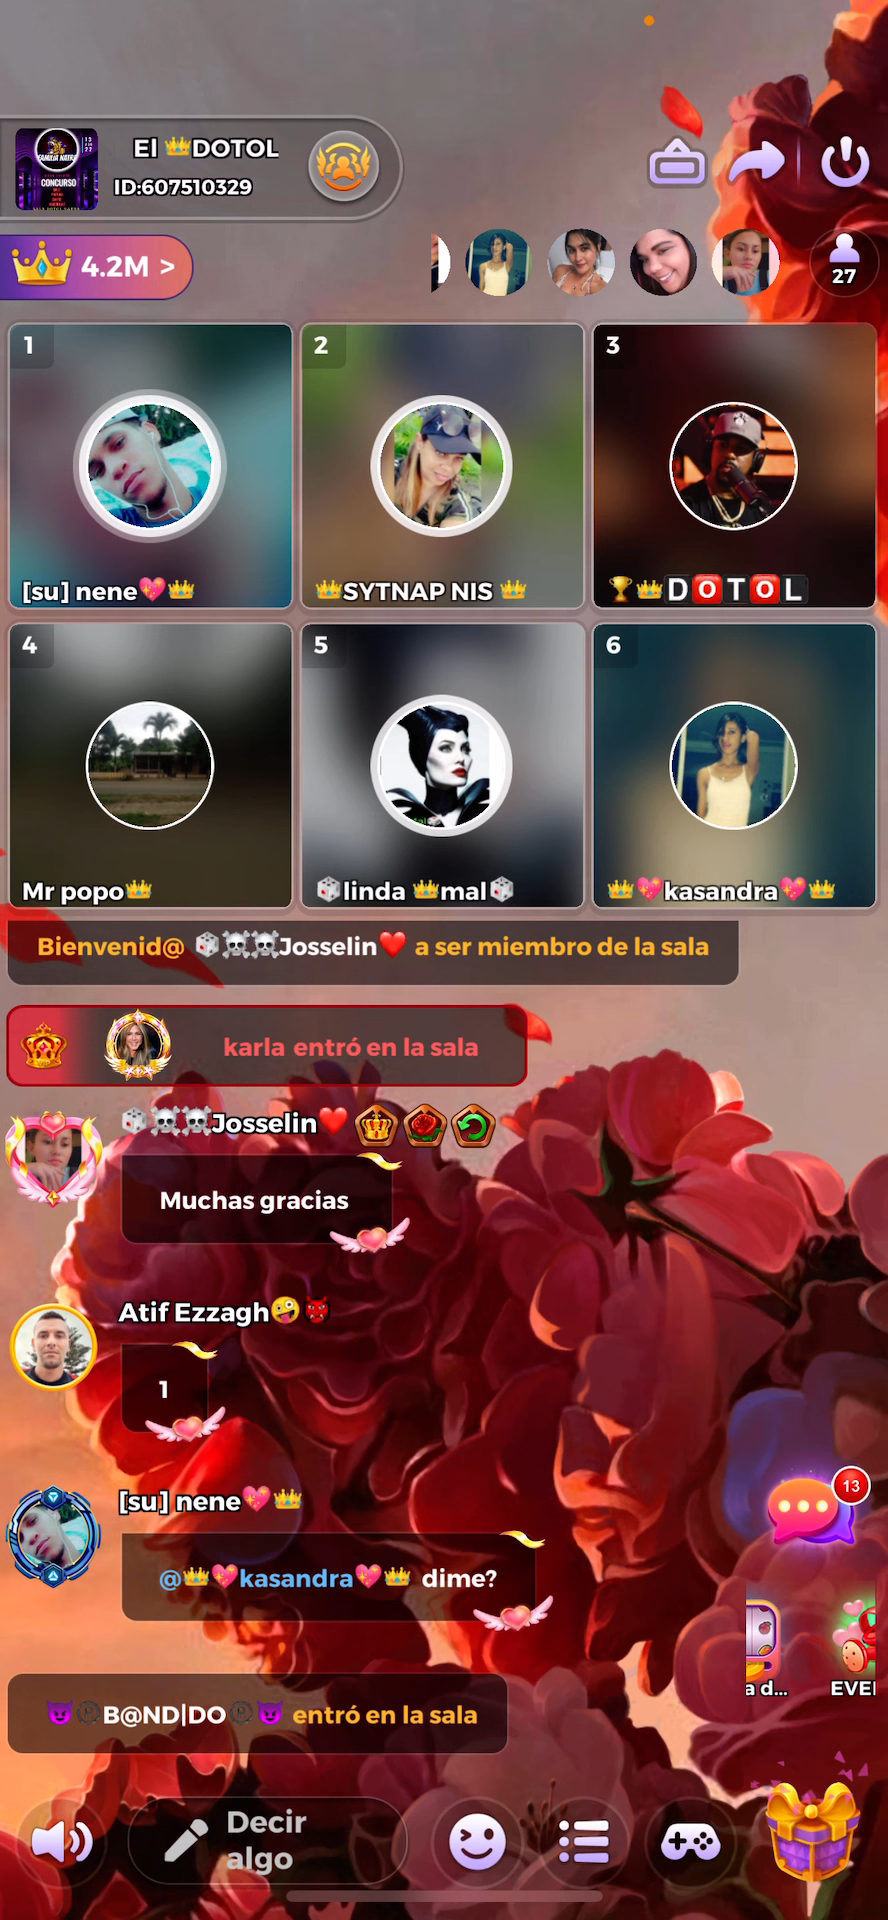 El 👑DOTOL
ID:607510329
CONCURSO
4.2M >
27
1
2
3
[su] nene💖👑
👑SYTNAP NIS 👑
🏆👑D🅾️T🅾️L
4
5
6
Mr popo👑
🎲linda 👑mal🎲
👑💖kasandra💖👑
Bienvenid@ 🎲☠️☠️Josselin❤️ a ser miembro de la sala
karla entró en la sala
🎲☠️☠️Josselin❤️
Muchas gracias
Atif Ezzagh🤪👹
1
[su] nene💖👑
@👑💖kasandra💖👑 dime?
13
a d...
EVE
😈B@ND|DO😈 entró en la sala
Decir
algo